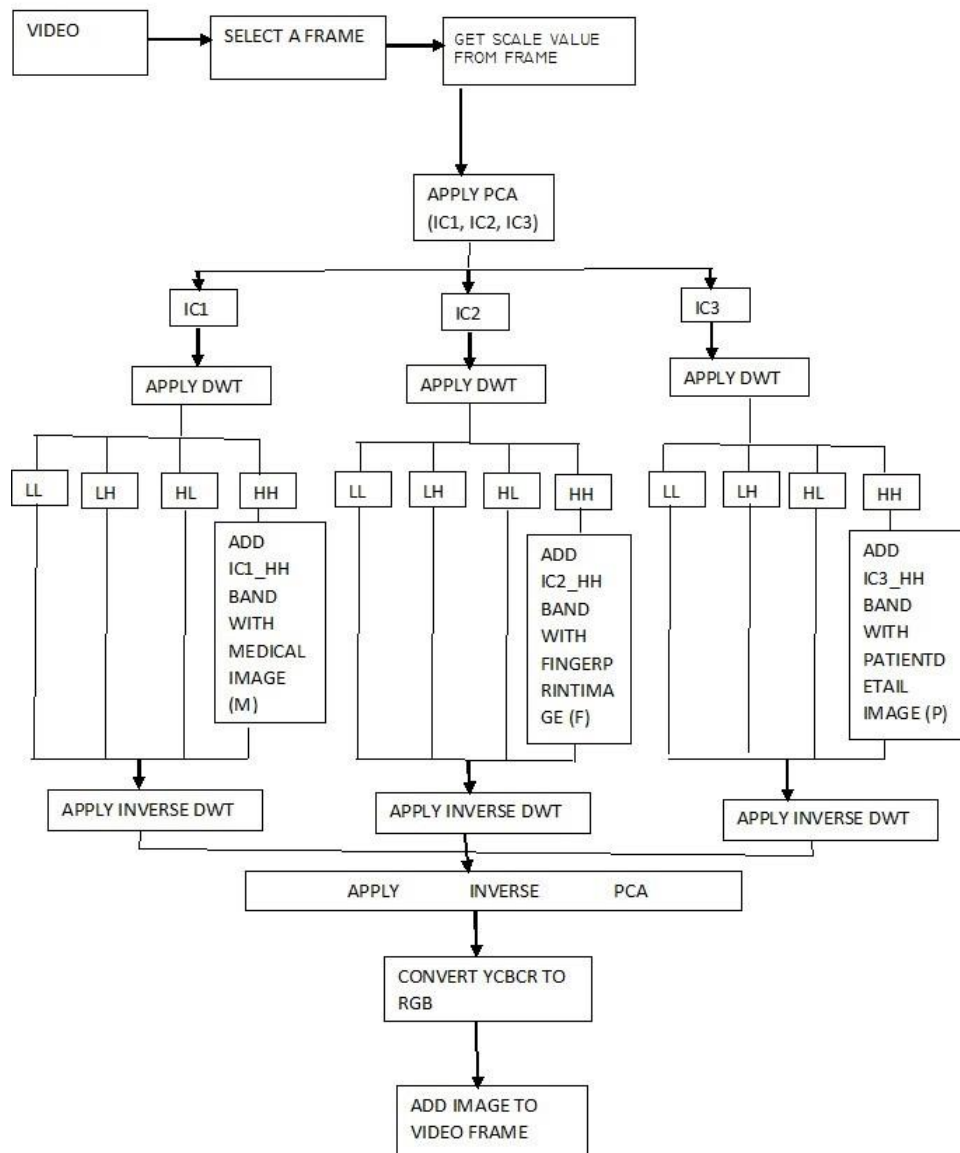 VIDEO
SELECT A FRAME
GET SCALE VALUE
FROM FRAME
APPLY PCA
(IC1, IC2, IC3)
IC1
IC2
IC3
APPLY DWT
APPLY DWT
APPLY DWT
LL
LH
HL
HH
LL
LH
HL
HH
LL
LH
HL
HH
ADD
IC1_HH
BAND
WITH
MEDICAL
IMAGE
(M)
ADD
IC2_HH
BAND
WITH
FINGERP
RINTIMA
GE (F)
ADD
IC3_HH
BAND
WITH
PATIENTD
ETAIL
IMAGE (P)
APPLY INVERSE DWT
APPLY INVERSE DWT
APPLY INVERSE DWT
APPLY INVERSE PCA
CONVERT YCBCR TO
RGB
ADD IMAGE TO
VIDEO FRAME